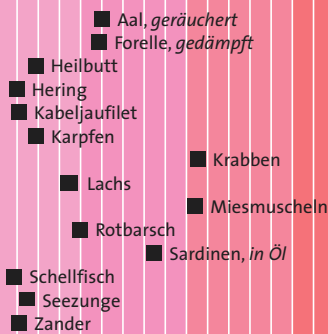 Aal, geräuchert
Forelle, gedämpft
Heilbutt
Hering
Kabeljaufilet
Karpfen
Krabben
Lachs
Miesmuscheln
Rotbarsch
Sardinen, in Öl
Schellfisch
Seezunge
Zander